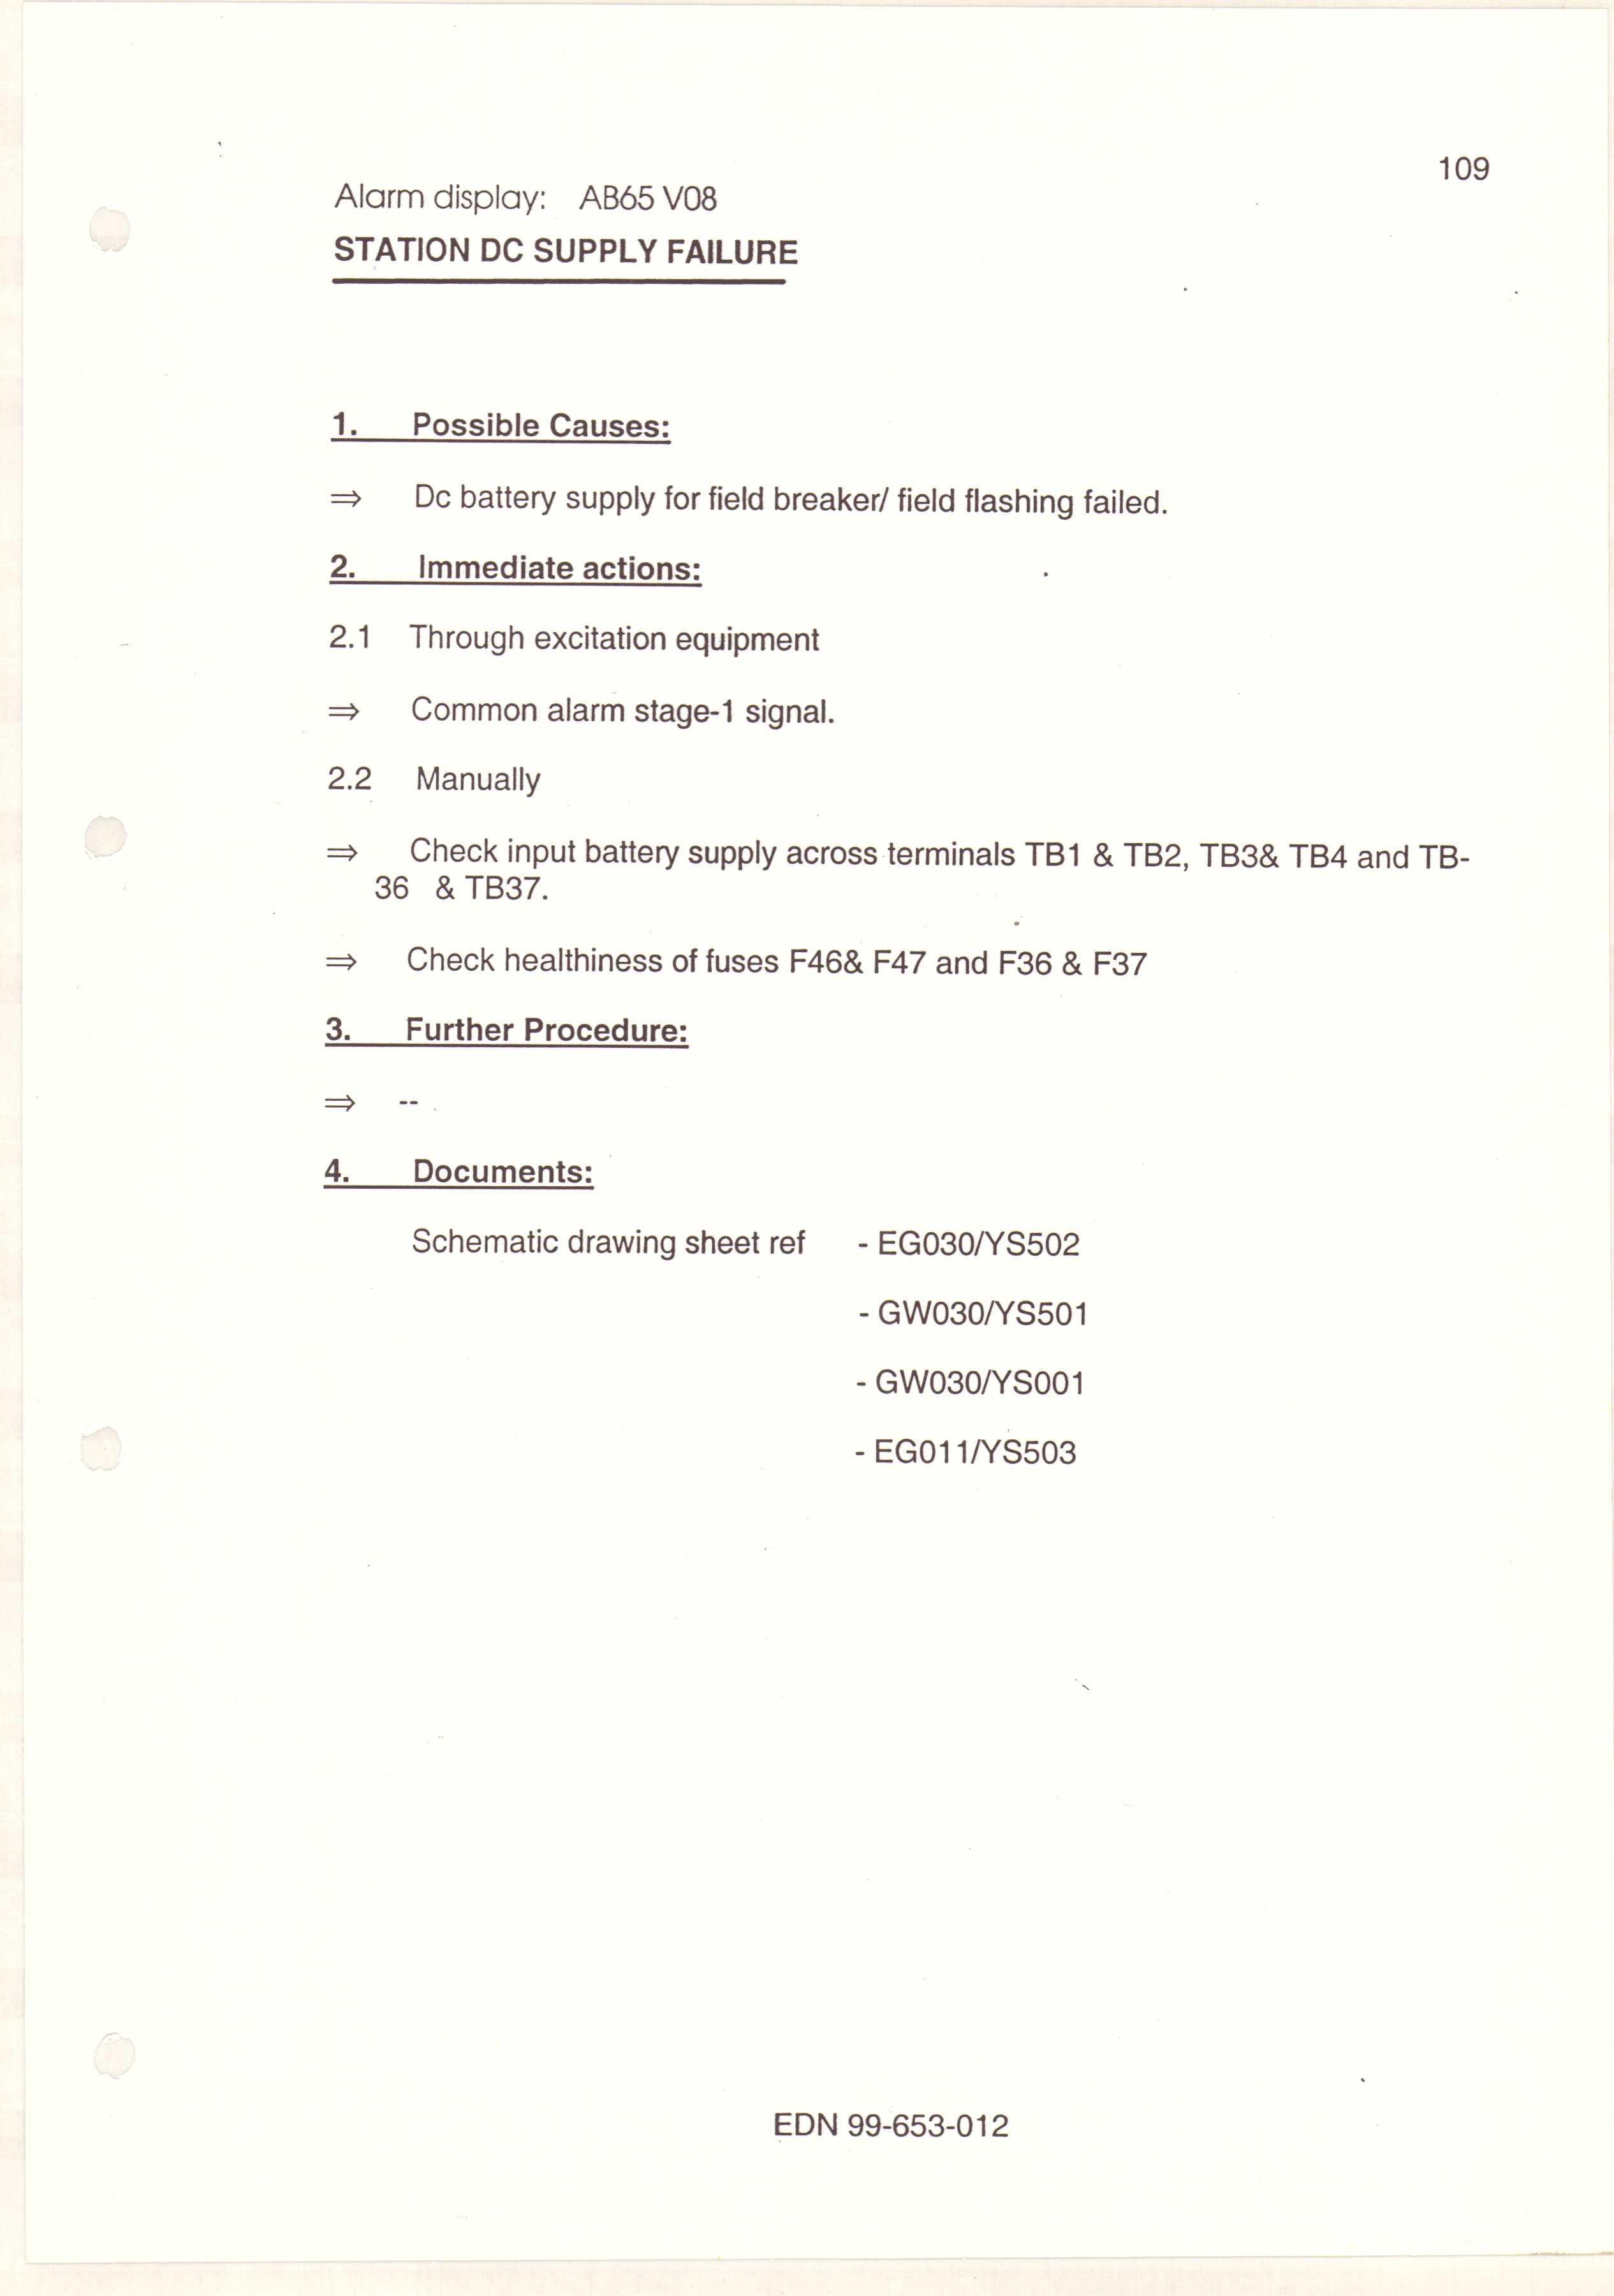 109
Alarm display: AB65 V08
STATION DC SUPPLY FAILURE
1. Possible Causes:
⇒ Dc battery supply for field breaker/ field flashing failed.
2. Immediate actions:
2.1 Through excitation equipment
⇒ Common alarm stage-1 signal.
2.2 Manually
⇒ Check input battery supply across terminals TB1 & TB2, TB3& TB4 and TB-
36 & TB37.
⇒ Check healthiness of fuses F46& F47 and F36 & F37
3. Further Procedure:
⇒ --
4. Documents:
Schematic drawing sheet ref - EG030/YS502
- GW030/YS501
- GW030/YS001
- EG011/YS503
EDN 99-653-012